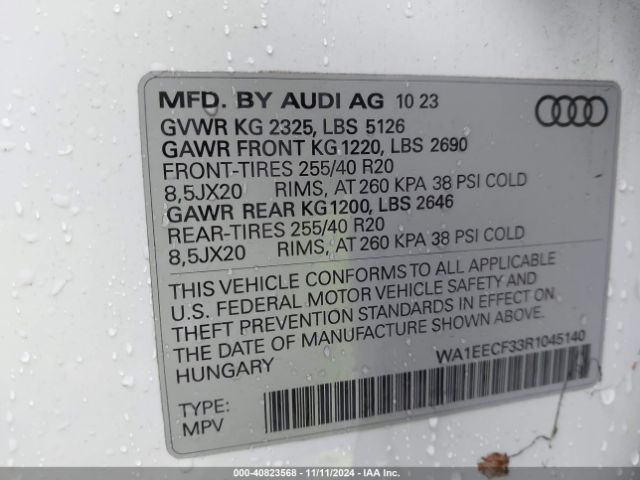 MFD. BY AUDI AG 10 23
GVWR KG 2325, LBS 5126
GAWR FRONT KG 1220, LBS 2690
FRONT-TIRES 255/40 R20
8,5JX20 RIMS, AT 260 KPA 38 PSI COLD
GAWR REAR KG 1200, LBS 2646
REAR-TIRES 255/40 R20
8,5JX20 RIMS, AT 260 KPA 38 PSI COLD
THIS VEHICLE CONFORMS TO ALL APPLICABLE
U.S. FEDERAL MOTOR VEHICLE SAFETY AND
THEFT PREVENTION STANDARDS IN EFFECT ON
THE DATE OF MANUFACTURE SHOWN ABOVE.
HUNGARY
WA1EECF33R1045140
TYPE:
MPV
000-40823568 - 11/11/2024 - IAA Inc.